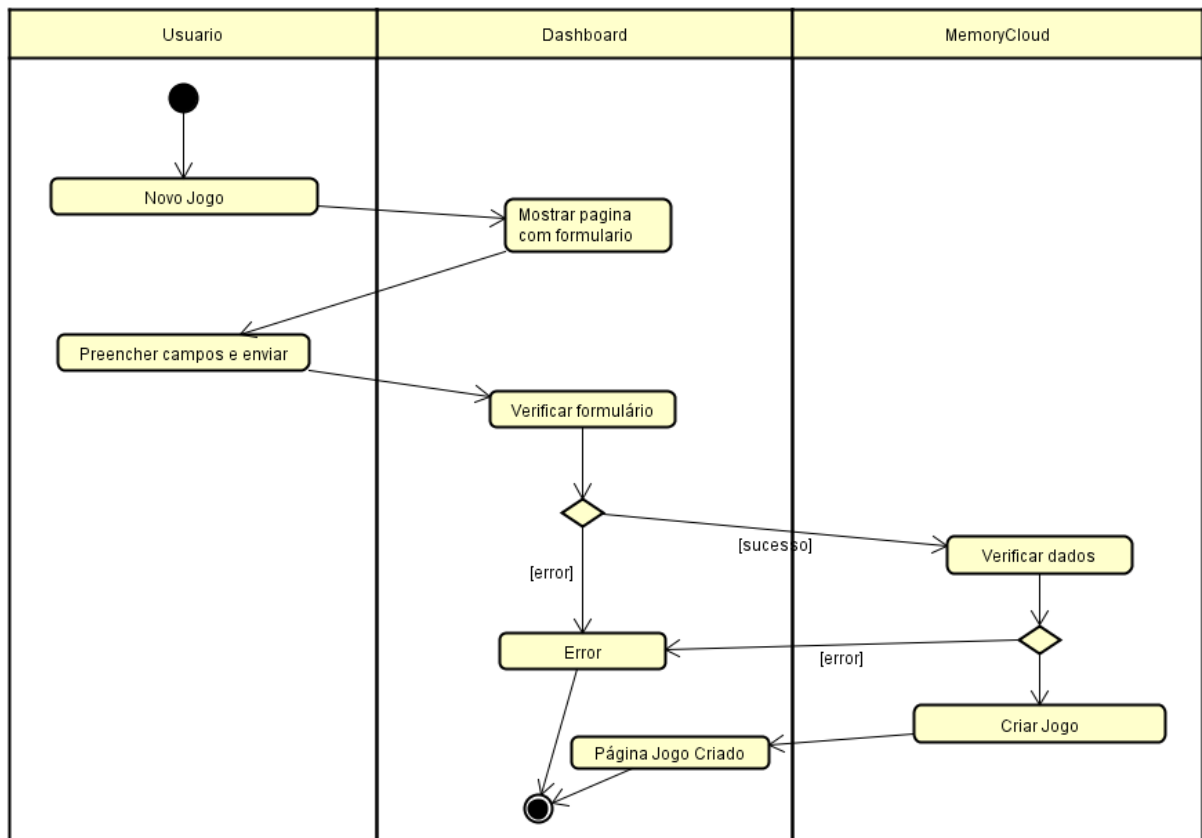 Usuario
Dashboard
MemoryCloud
Novo Jogo
Mostrar pagina
com formulario
Preencher campos e enviar
Verificar formulário
[sucesso]
Verificar dados
[error]
Error
[error]
Criar Jogo
Página Jogo Criado